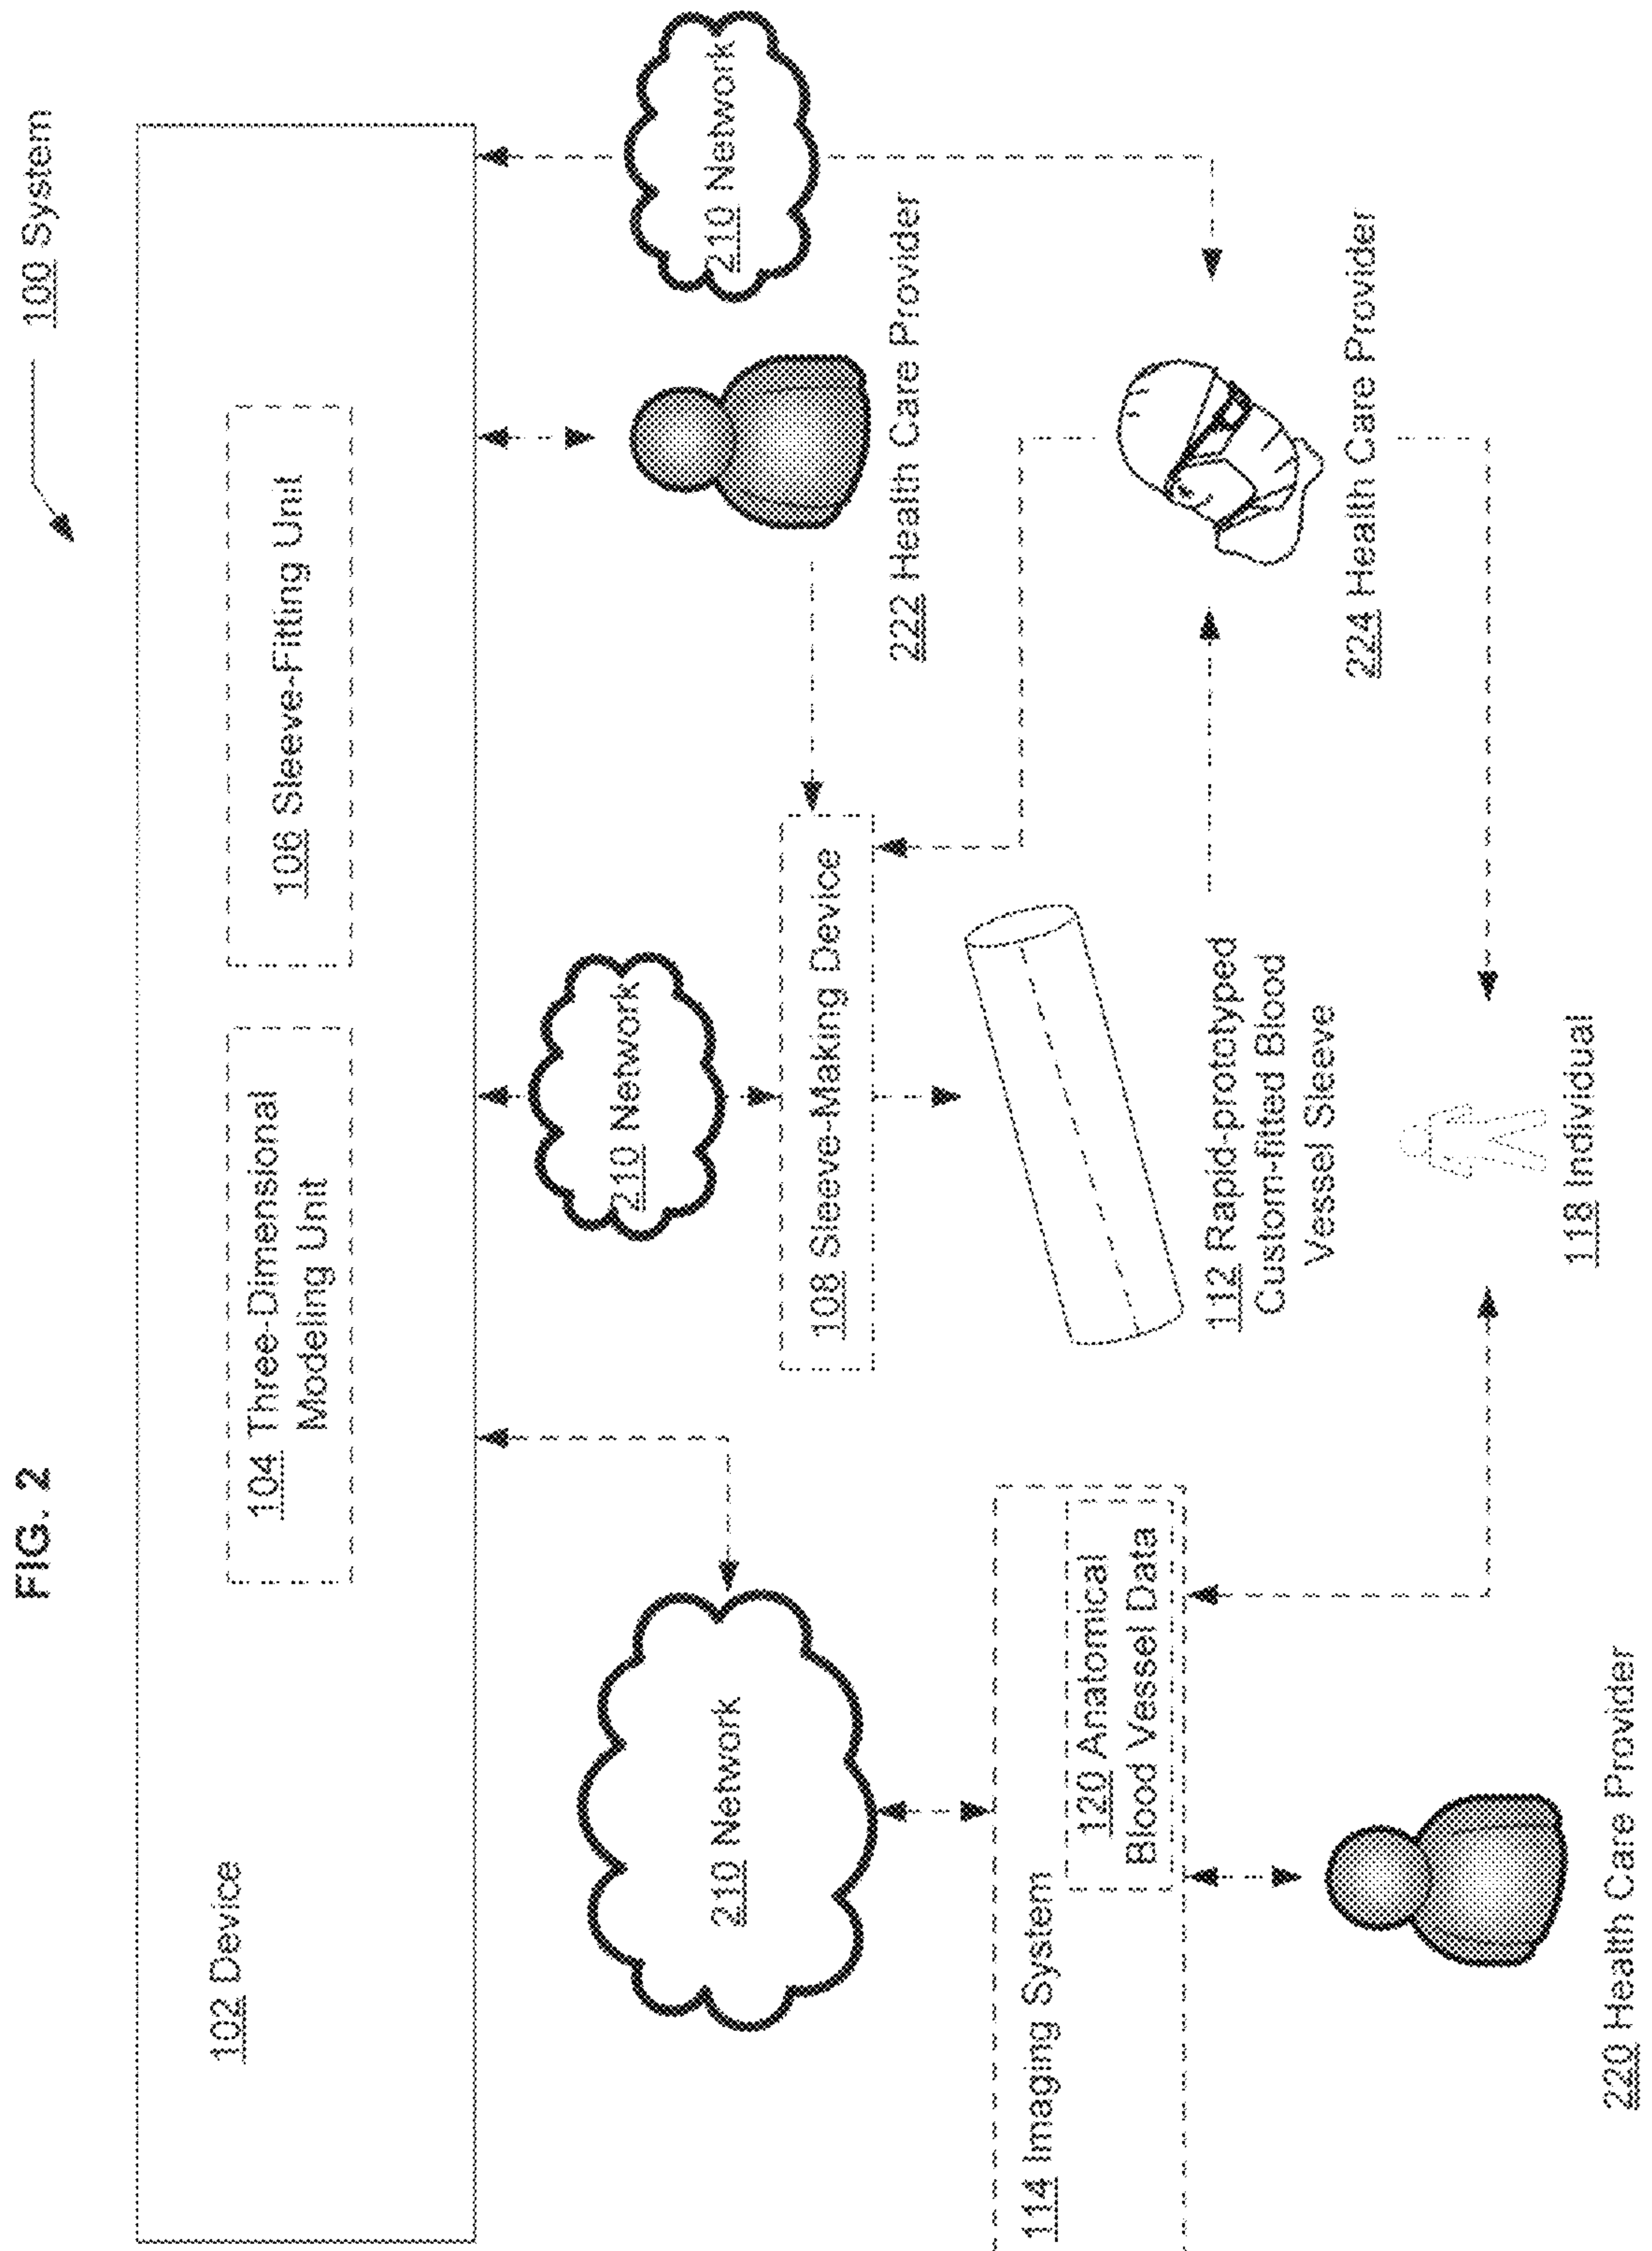 FIG. 2
100 System
102 Device
104 Three-Dimensional
Modeling Unit
106 Sleeve-Fitting Unit
210 Network
210 Network
210 Network
108 Sleeve-Making Device
222 Health Care Provider
114 Imaging System
120 Anatomical
Blood Vessel Data
112 Rapid-prototyped
Custom-fitted Blood
Vessel Sleeve
224 Health Care Provider
118 Individual
220 Health Care Provider